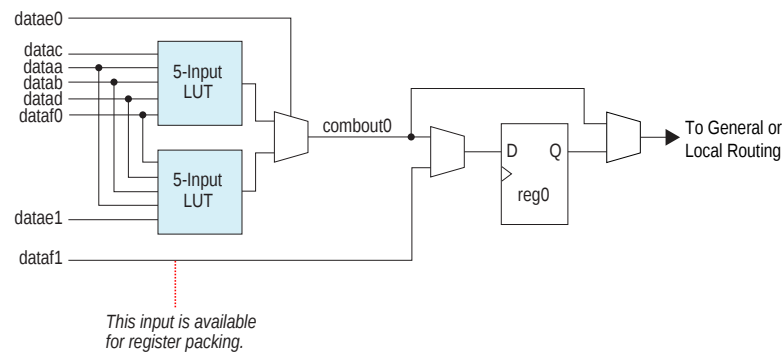 datae0
datac
dataa
datab
datad
dataf0
5-Input
LUT
combout0
D
Q
reg0
To General or
Local Routing
5-Input
LUT
datae1
dataf1
This input is available
for register packing.